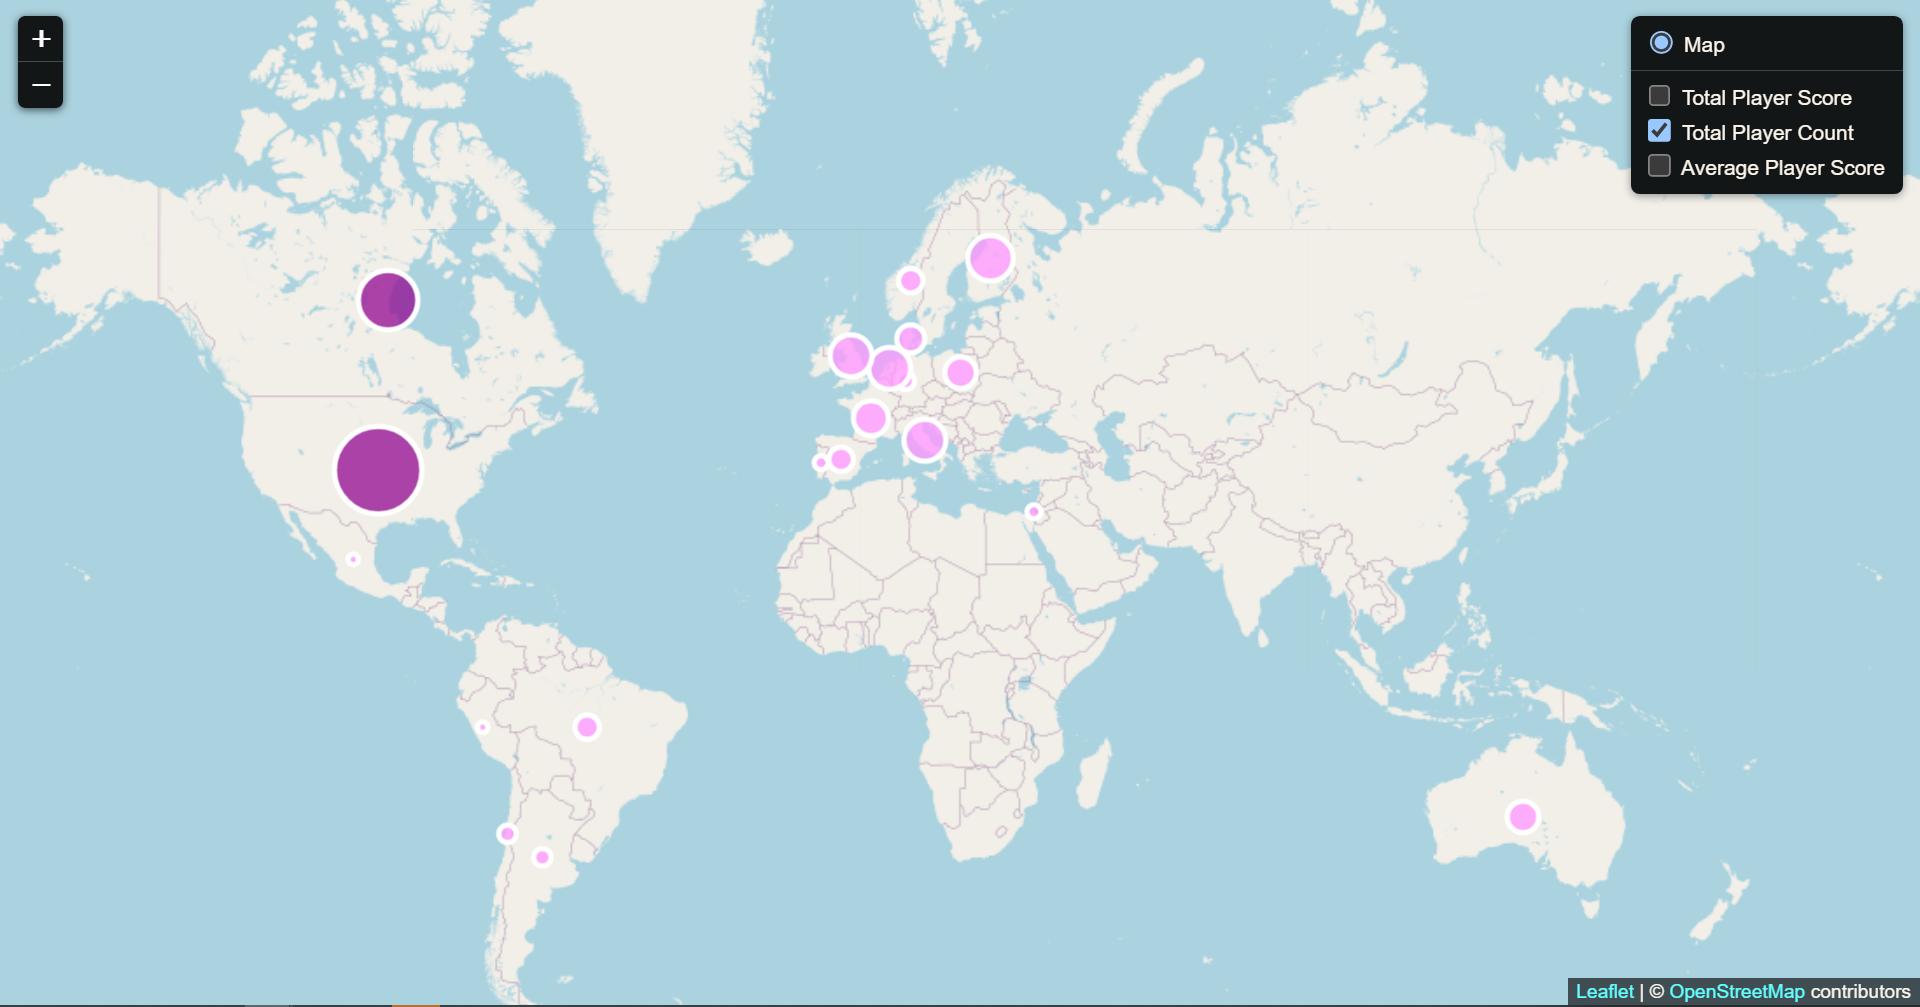 +
−
Map
Total Player Score
Total Player Count
Average Player Score
Leaflet | © OpenStreetMap contributors